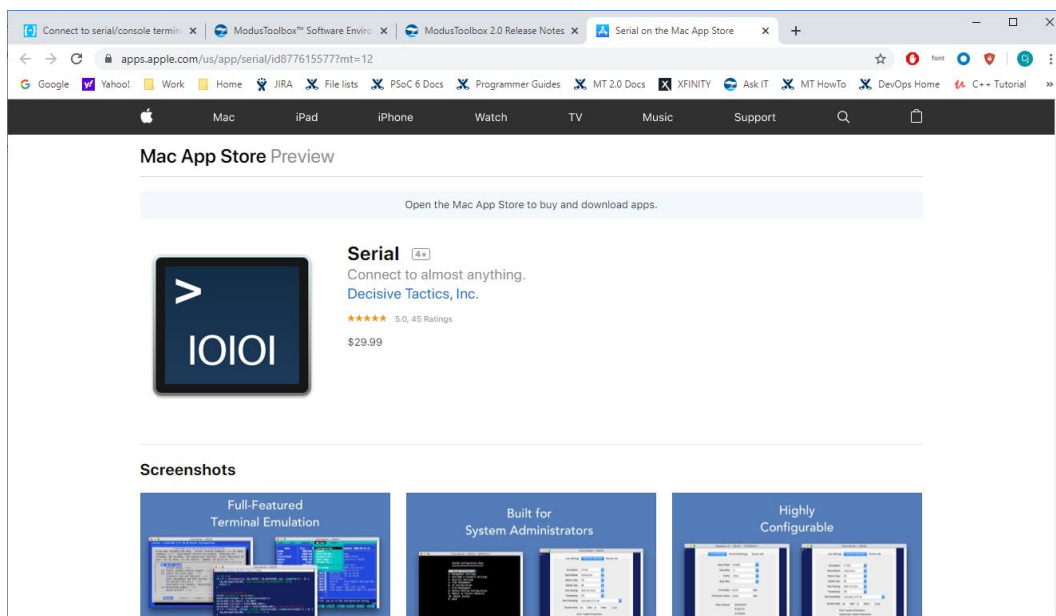 Connect to serial/console termin
ModusToolbox™ Software Enviro
ModusToolbox 2.0 Release Notes
Serial on the Mac App Store
apps.apple.com/us/app/serial/id877615577?mt=12
font
Cj
Google Yahoo! Work Home JIRA File lists PSoC 6 Docs Programmer Guides MT 2.0 Docs XFINITY Ask IT MT HowTo DevOps Home C++ Tutorial »
Mac iPad iPhone Watch TV Music Support
Mac App Store Preview
Open the Mac App Store to buy and download apps.
Serial 4+
Connect to almost anything.
Decisive Tactics, Inc.
★★★★★ 5.0, 45 Ratings
$29.99
>
IOIOI
Screenshots
Full-Featured
Terminal Emulation
Built for
System Administrators
Highly
Configurable